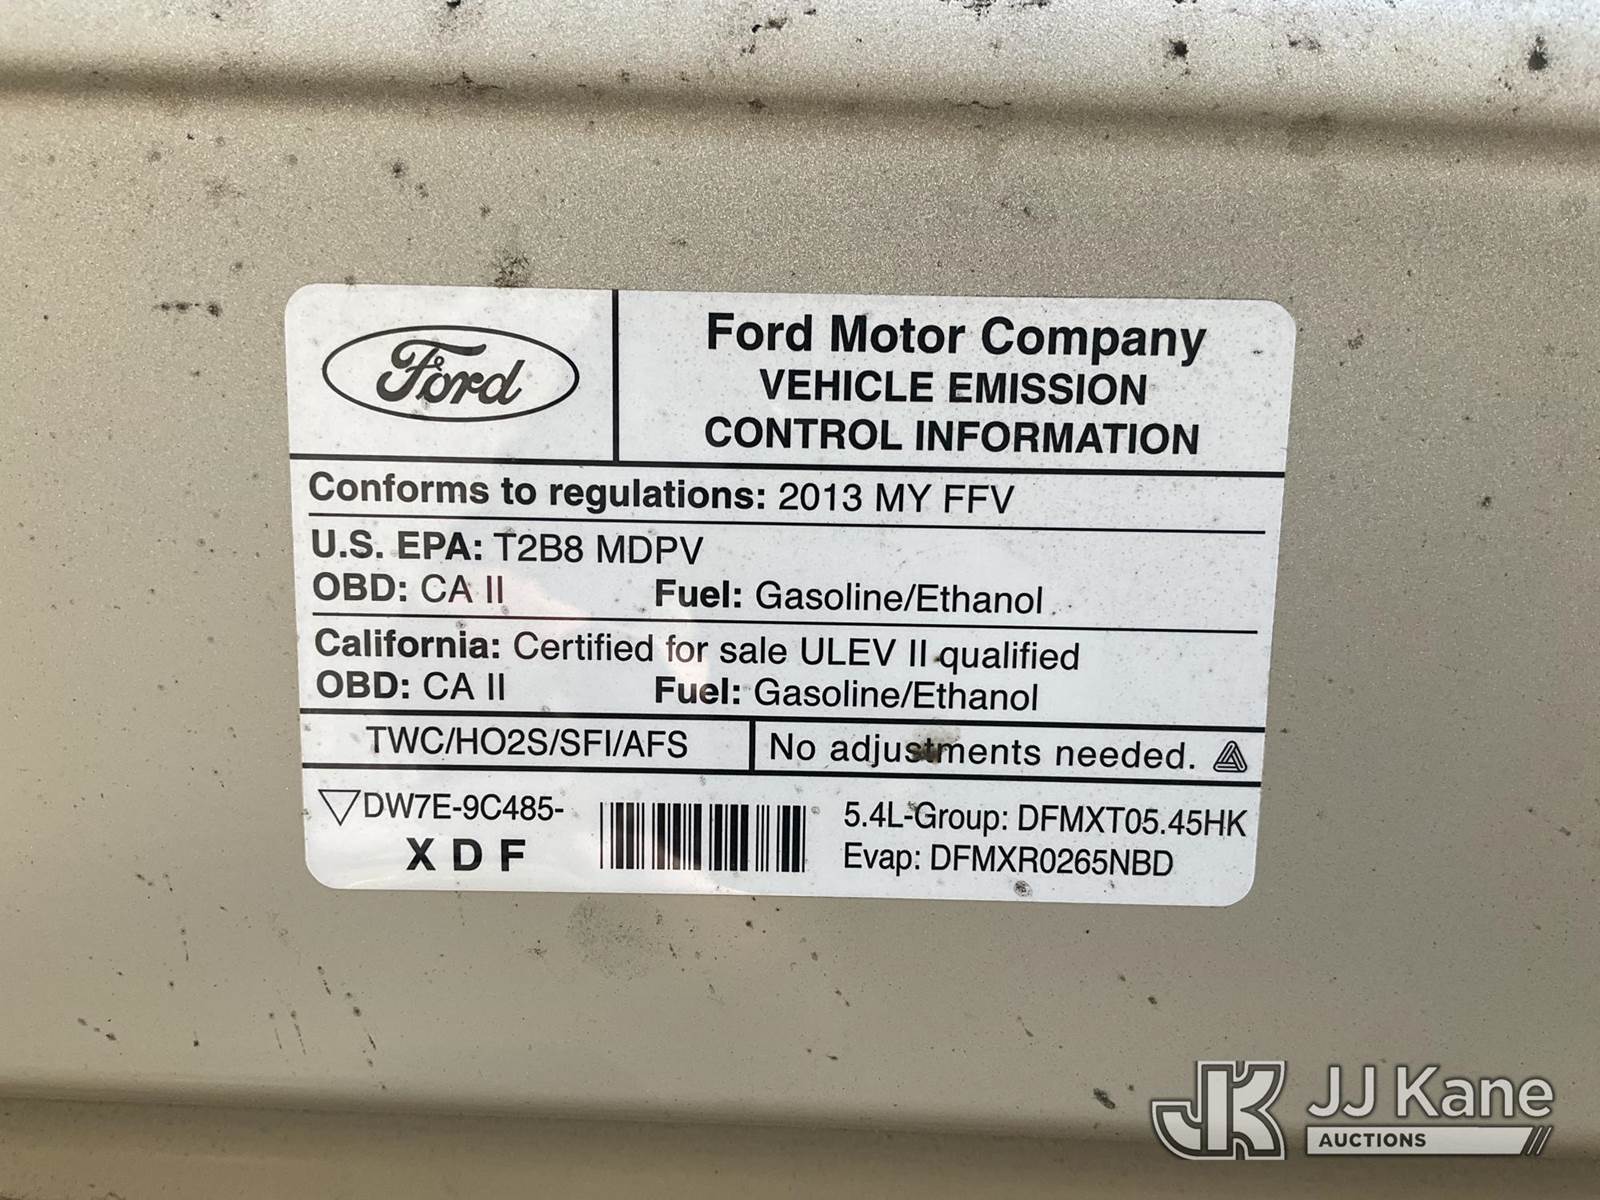 Ford
Ford Motor Company
VEHICLE EMISSION
CONTROL INFORMATION
Conforms to regulations: 2013 MY FFV
U.S. EPA: T2B8 MDPV
OBD: CA II Fuel: Gasoline/Ethanol
California: Certified for sale ULEV II qualified
OBD: CA II Fuel: Gasoline/Ethanol
TWC/HO2S/SFI/AFS
No adjustments needed.
DW7E-9C485-
X D F
5.4L-Group: DFMXT05.45HK
Evap: DFMXR0265NBD
JK JJ Kane
AUCTIONS